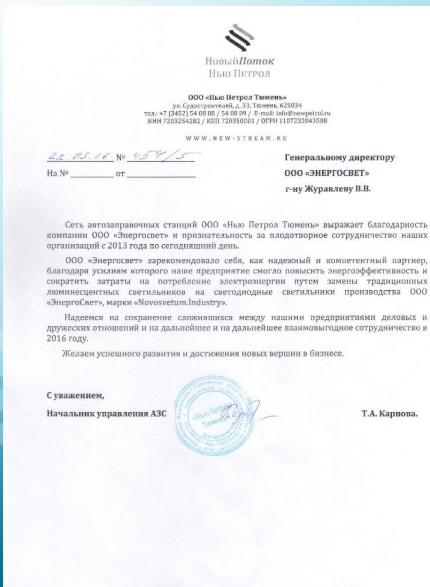 НовыйПоток
Нью Петрол
ООО «Нью Петрол Тюмень»
ул. Судостроителей, д. 33, Тюмень, 625034
тел.: +7 (3452) 54 08 08 / 54 08 09 / E-mail: info@newpetrol.ru
ИНН 7203254282 / КПП 720350001 / ОГРН 1107232043588
WWW.NEW-STREAM.RU
22.03.16 № 454/5
На № от
Генеральному директору
ООО «ЭНЕРГОСВЕТ»
г-ну Журавлеву В.В.
Сеть автозаправочных станций ООО «Нью Петрол Тюмень» выражает благодарность
компании ООО «Энергосвет» и признательность за плодотворное сотрудничество наших
организаций с 2013 года по сегодняшний день.
ООО «Энергосвет» зарекомендовало себя, как надежный и компетентный партнер,
благодаря усилиям которого наше предприятие смогло повысить энергоэффективность и
сократить затраты на потребление электроэнергии путем замены традиционных
люминесцентных светильников на светодиодные светильники производства ООО
«ЭнергоСвет», марки «Novosvetum.Industry».
Надеемся на сохранение сложившихся между нашими предприятиями деловых и
дружеских отношений и на дальнейшее и на дальнейшее взаимовыгодное сотрудничество в
2016 году.
Желаем успешного развития и достижения новых вершин в бизнесе.
С уважением,
Начальник управления АЗС
«Нью Петрол
Тюмень»
Т.А. Карпова.